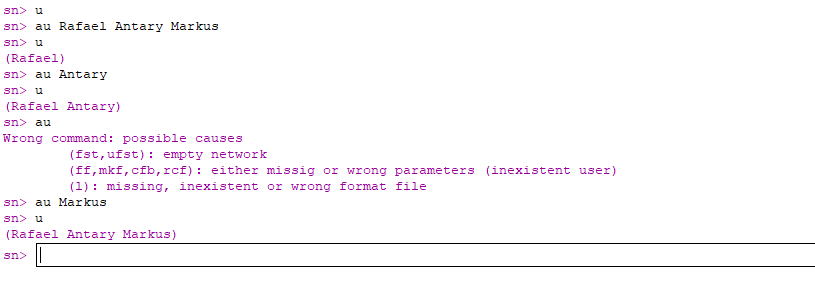 sn> u
sn> au Rafael Antary Markus
sn> u
(Rafael)
sn> au Antary
sn> u
(Rafael Antary)
sn> au
Wrong command: possible causes
(fst,ufst): empty network
(ff,mkf,cfb,rcf): either missig or wrong parameters (inexistent user)
(l): missing, inexistent or wrong format file
sn> au Markus
sn> u
(Rafael Antary Markus)
sn>